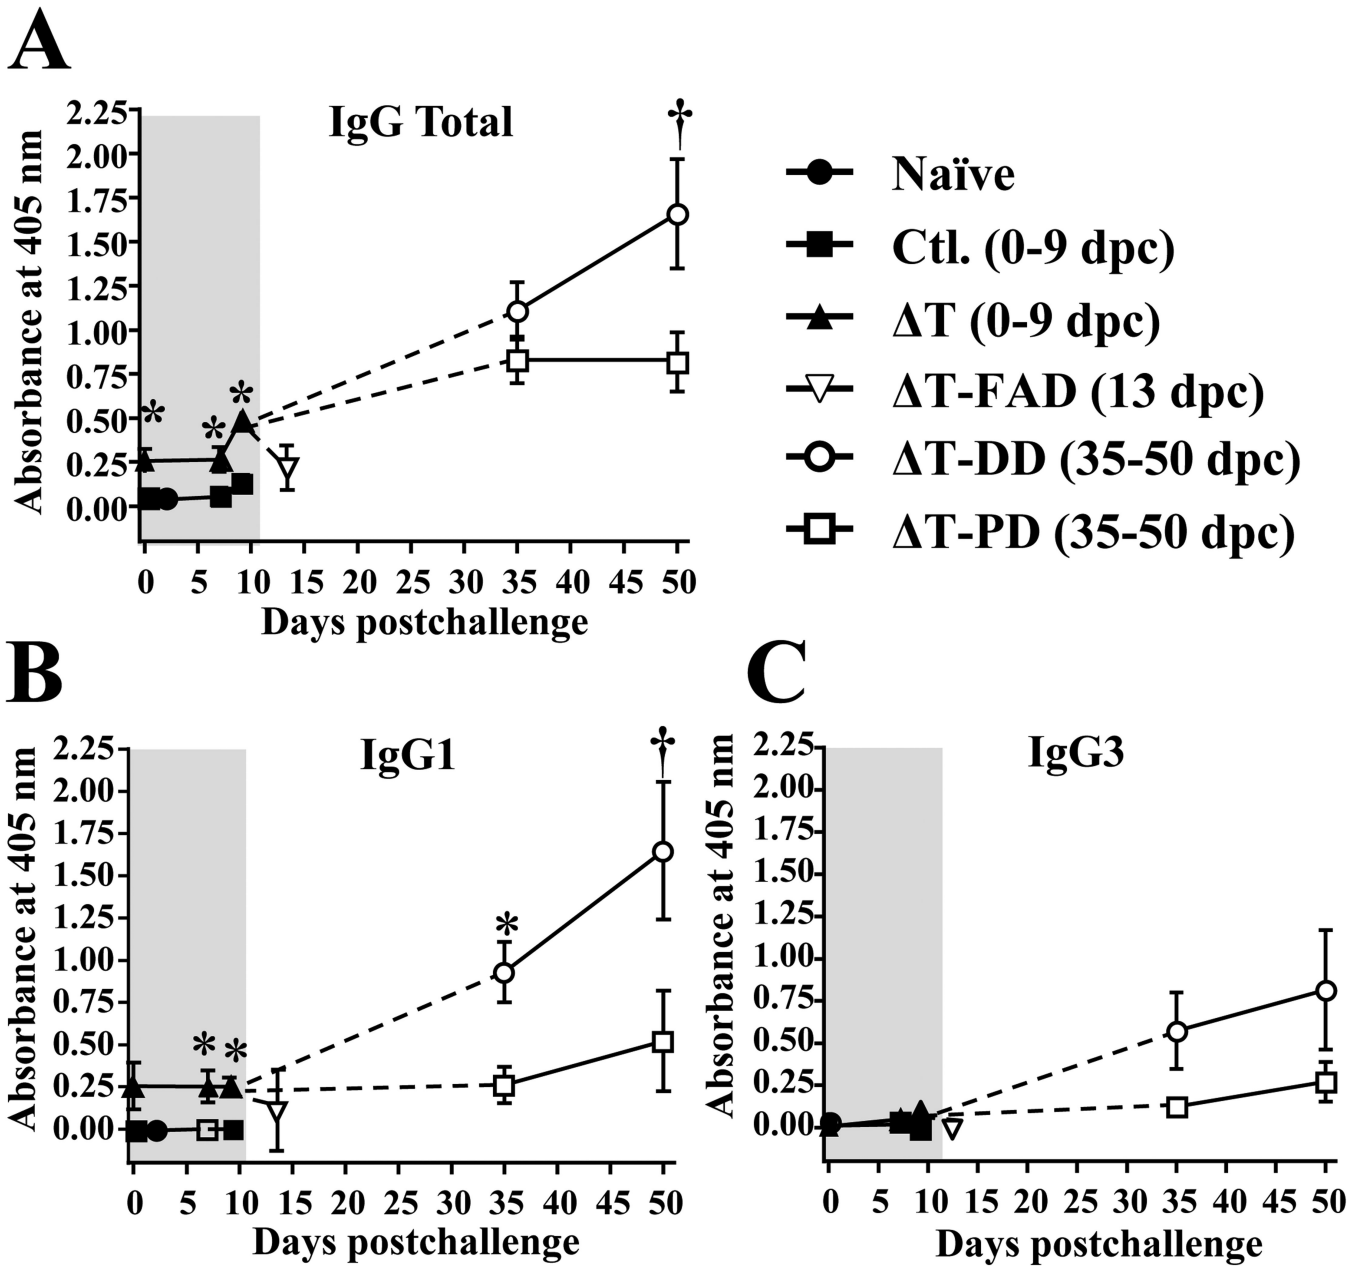 A
IgG Total
†
Absorbance at 405 nm
2.25
2.00
1.75
1.50
1.25
1.00
0.75
0.50
0.25
0.00
* * *
0 5 10 15 20 25 30 35 40 45 50
Days postchallenge
Naïve
Ctl. (0-9 dpc)
ΔT (0-9 dpc)
ΔT-FAD (13 dpc)
ΔT-DD (35-50 dpc)
ΔT-PD (35-50 dpc)
B
IgG1
†
Absorbance at 405 nm
2.25
2.00
1.75
1.50
1.25
1.00
0.75
0.50
0.25
0.00
*
* *
0 5 10 15 20 25 30 35 40 45 50
Days postchallenge
C
IgG3
Absorbance at 405 nm
2.25
2.00
1.75
1.50
1.25
1.00
0.75
0.50
0.25
0.00
0 5 10 15 20 25 30 35 40 45 50
Days postchallenge